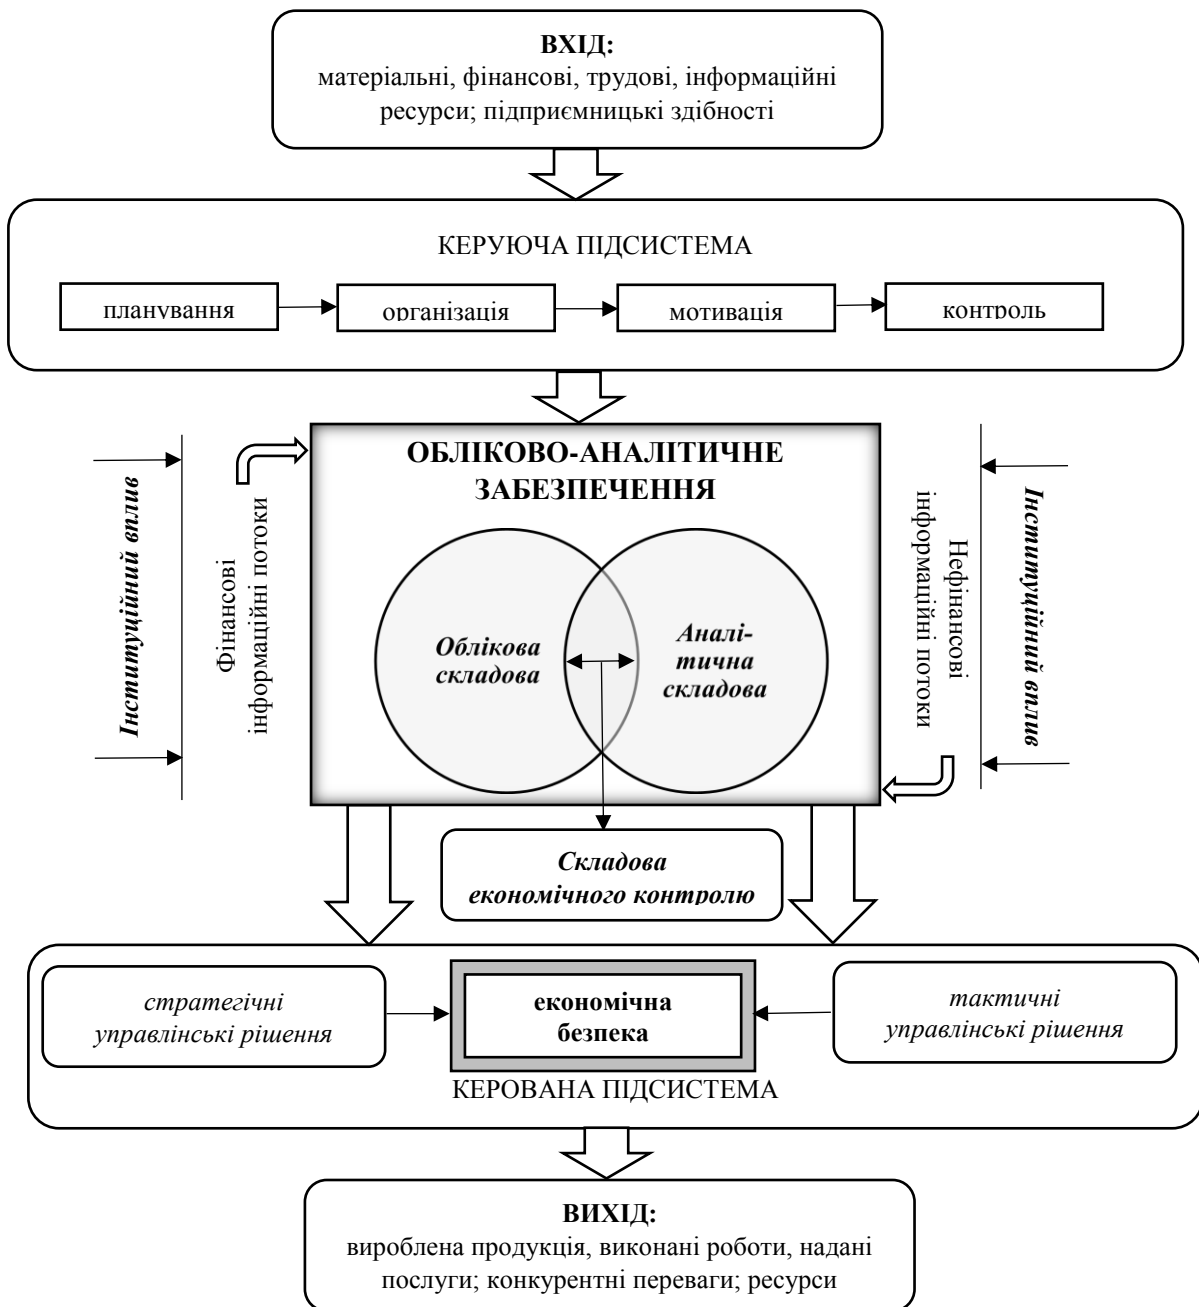 ВХІД:
матеріальні, фінансові, трудові, інформаційні
ресурси; підприємницькі здібності
КЕРУЮЧА ПІДСИСТЕМА
планування
організація
мотивація
контроль
ОБЛІКОВО-АНАЛІТИЧНЕ
ЗАБЕЗПЕЧЕННЯ
Інституційний вплив
Фінансові
інформаційні потоки
Облікова
складова
Аналі-
тична
складова
Нефінансові
інформаційні потоки
Інституційний вплив
Складова
економічного контролю
стратегічні
управлінські рішення
економічна
безпека
тактичні
управлінські рішення
КЕРОВАНА ПІДСИСТЕМА
ВИХІД:
вироблена продукція, виконані роботи, надані
послуги; конкурентні переваги; ресурси